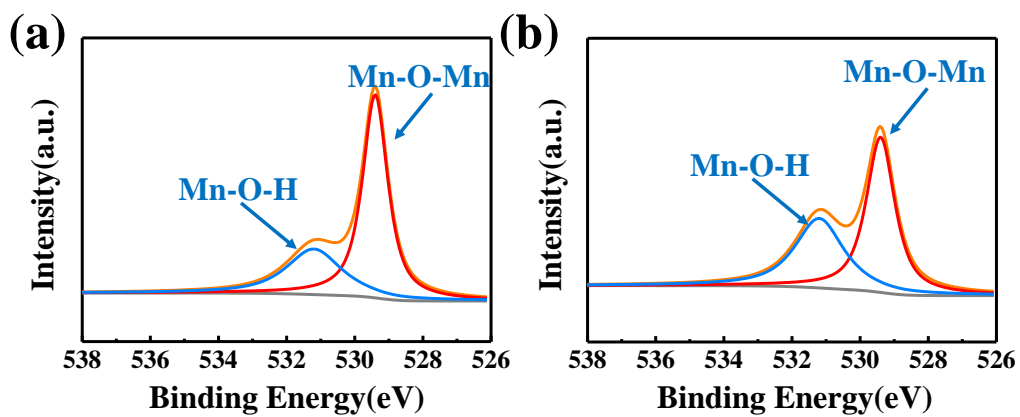 (a)
Mn-O-Mn
Mn-O-H
Intensity(a.u.)
538 536 534 532 530 528 526
Binding Energy(eV)
(b)
Mn-O-Mn
Mn-O-H
Intensity(a.u.)
538 536 534 532 530 528 526
Binding Energy(eV)